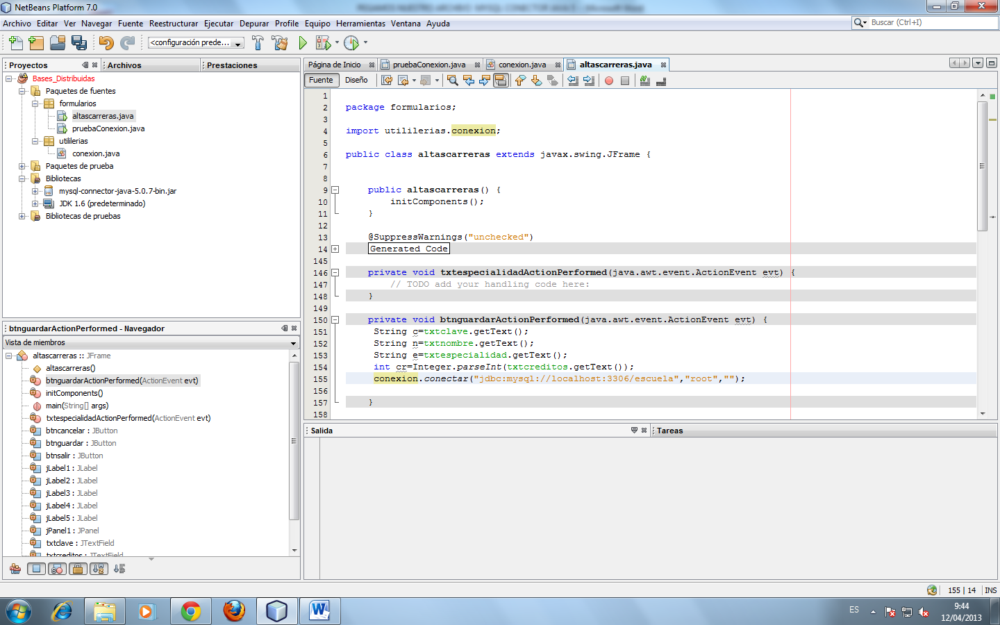 NetBeans Platform 7.0
Archivo Editar Ver Navegar Fuente Reestructurar Ejecutar Depurar Profile Equipo Herramientas Ventana Ayuda
Buscar (Ctrl+I)
<configuración prede...
Proyectos
Archivos
Prestaciones
Bases_Distribuidas
Paquetes de fuentes
formularios
altascarreras.java
pruebaConexion.java
utililerias
conexion.java
Paquetes de prueba
Bibliotecas
mysql-connector-java-5.0.7-bin.jar
JDK 1.6 (predeterminado)
Bibliotecas de pruebas
btnguardarActionPerformed - Navegador
Vista de miembros
altascarreras :: JFrame
altascarreras()
btnguardarActionPerformed(ActionEvent evt)
initComponents()
main(String[] args)
txtespecialidadActionPerformed(ActionEvent evt)
btncancelar : JButton
btnguardar : JButton
btnsalir : JButton
jLabel1 : JLabel
jLabel2 : JLabel
jLabel3 : JLabel
jLabel4 : JLabel
jLabel5 : JLabel
jPanel1 : JPanel
txtclave : JTextField
txtcreditos : JTextField
Página de Inicio
pruebaConexion.java
conexion.java
altascarreras.java
Fuente Diseño
1
2 package formularios;
3
4 import utililerias.conexion;
5
6 public class altascarreras extends javax.swing.JFrame {
7
8
9 public altascarreras() {
10 initComponents();
11 }
12
13 @SuppressWarnings("unchecked")
14 Generated Code
145
146 private void txtespecialidadActionPerformed(java.awt.event.ActionEvent evt) {
147 // TODO add your handling code here:
148 }
149
150 private void btnguardarActionPerformed(java.awt.event.ActionEvent evt) {
151 String c=txtclave.getText();
152 String n=txtnombre.getText();
153 String e=txtespecialidad.getText();
154 int cr=Integer.parseInt(txtcreditos.getText());
155 conexion.conectar("jdbc:mysql://localhost:3306/escuela","root","");
156
157 }
158
Salida
Tareas
155 | 14 INS
ES
9:44
12/04/2013